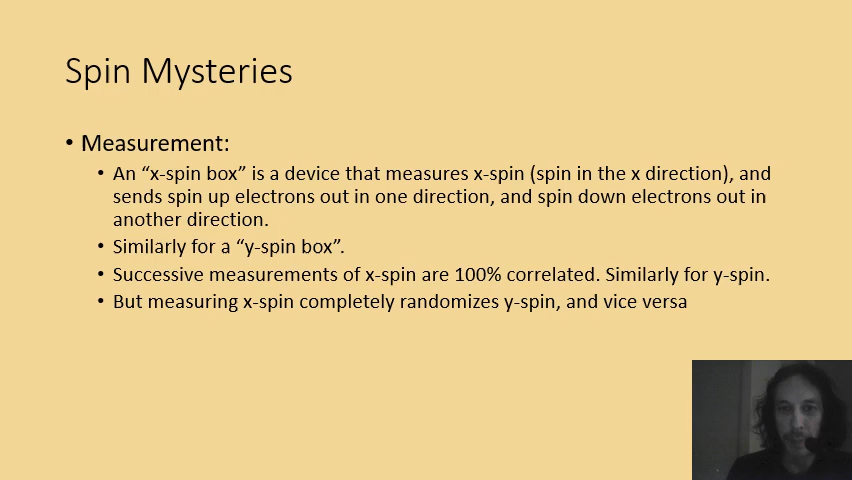 Spin Mysteries
• Measurement:
• An “x-spin box” is a device that measures x-spin (spin in the x direction), and
sends spin up electrons out in one direction, and spin down electrons out in
another direction.
• Similarly for a “y-spin box”.
• Successive measurements of x-spin are 100% correlated. Similarly for y-spin.
• But measuring x-spin completely randomizes y-spin, and vice versa